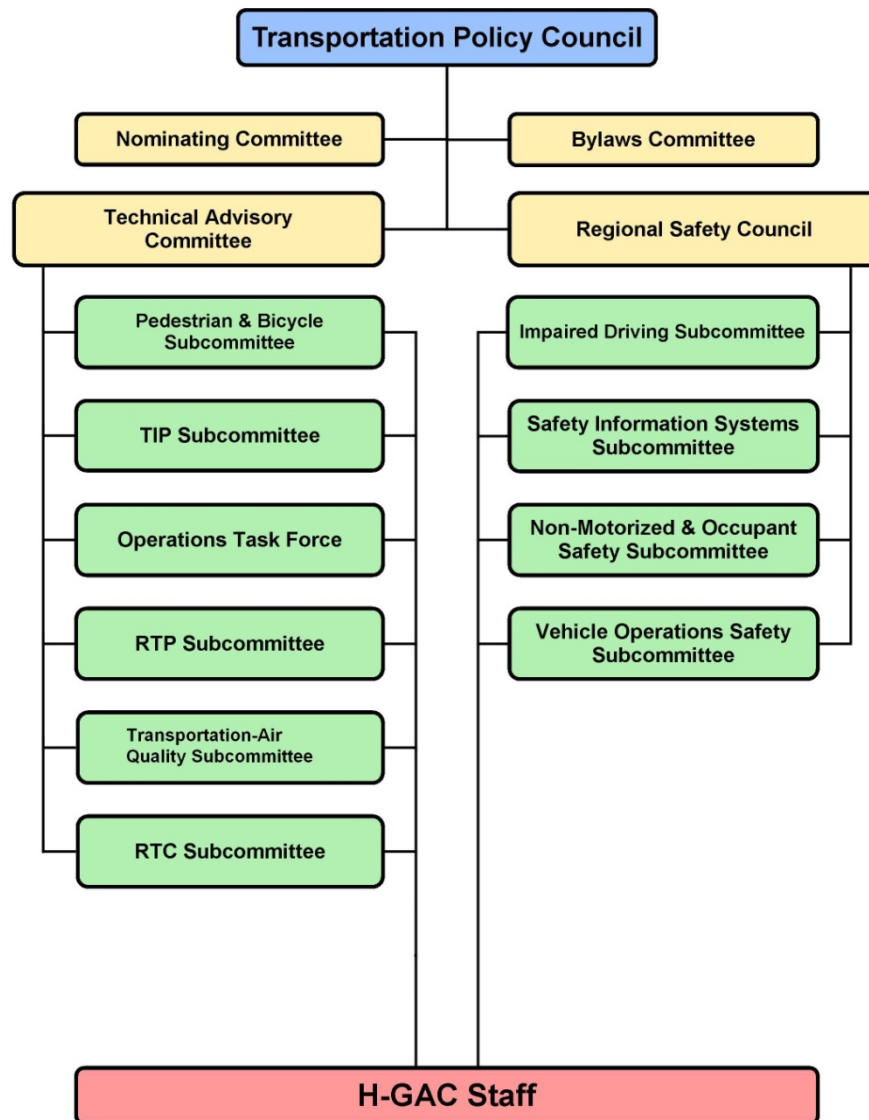 Transportation Policy Council
Nominating Committee
Bylaws Committee
Technical Advisory
Committee
Regional Safety Council
Pedestrian & Bicycle
Subcommittee
TIP Subcommittee
Operations Task Force
RTP Subcommittee
Transportation-Air
Quality Subcommittee
RTC Subcommittee
Impaired Driving Subcommittee
Safety Information Systems
Subcommittee
Non-Motorized & Occupant
Safety Subcommittee
Vehicle Operations Safety
Subcommittee
H-GAC Staff